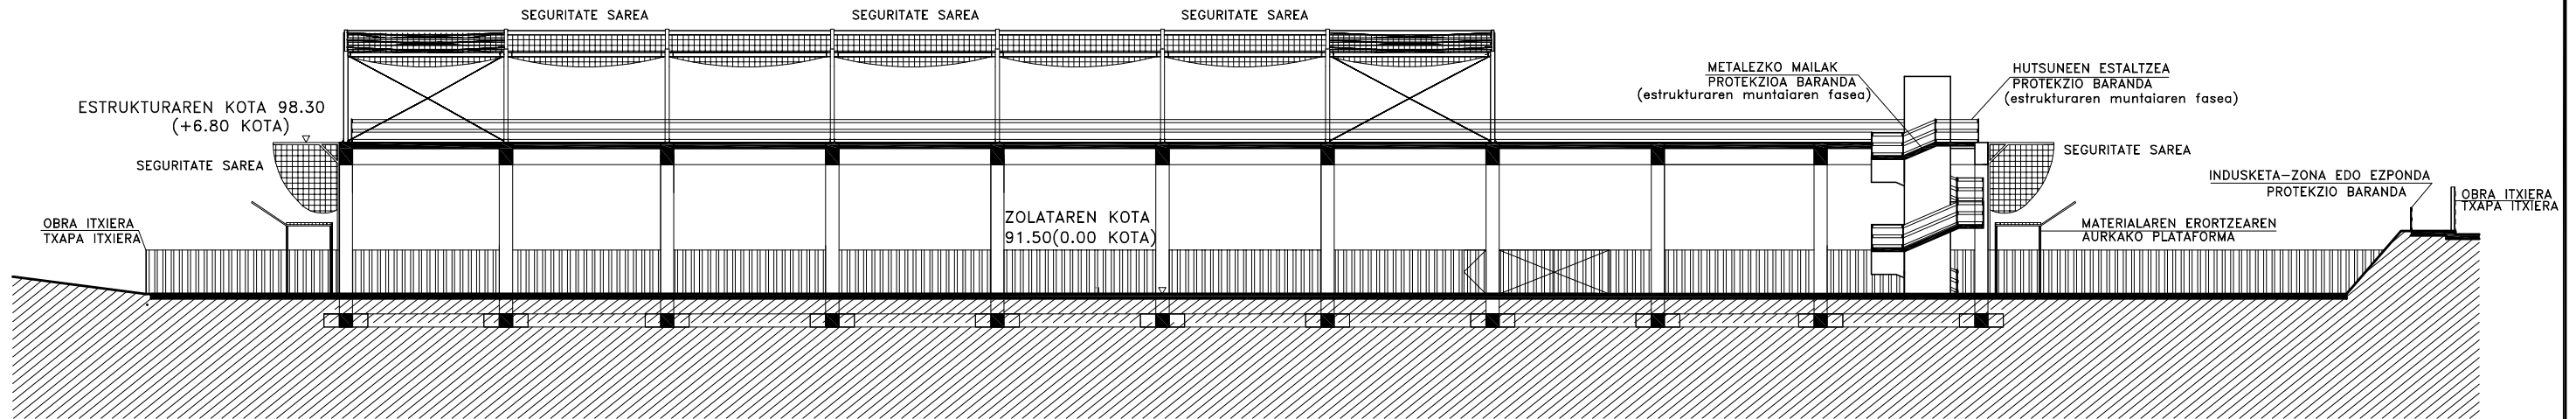 SEGURITATE SAREA
SEGURITATE SAREA
SEGURITATE SAREA
METALEZKO MAILAK
PROTEKZIOA BARANDA
(estrukturaren muntaiaren fasea)
HUTSUNEEN ESTALTZEA
PROTEKZIO BARANDA
(estrukturaren muntaiaren fasea)
ESTRUKTURAREN KOTA 98.30
(+6.80 KOTA)
SEGURITATE SAREA
SEGURITATE SAREA
INDUSKETA-ZONA EDO EZPONDA
PROTEKZIO BARANDA
OBRA ITXIERA
TXAPA ITXIERA
OBRA ITXIERA
TXAPA ITXIERA
ZOLATAREN KOTA
91.50(0.00 KOTA)
MATERIALAREN ERORTZEAREN
AURKAKO PLATAFORMA